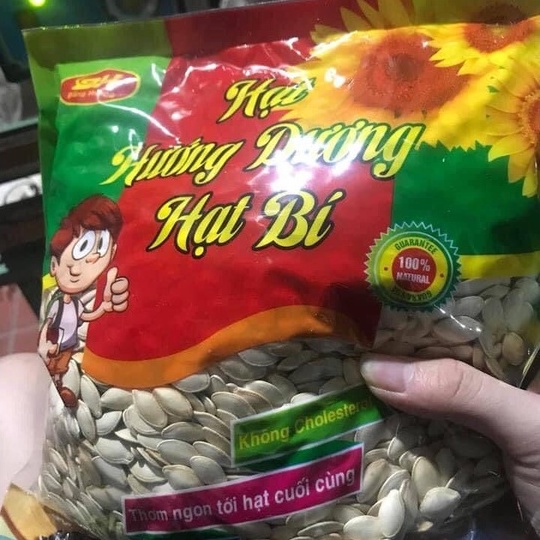 Hạt
Hướng Dương
Hạt Bí
GUARANTEE
100%
NATURAL
Không Cholesterol
Thơm ngon tới hạt cuối cùng